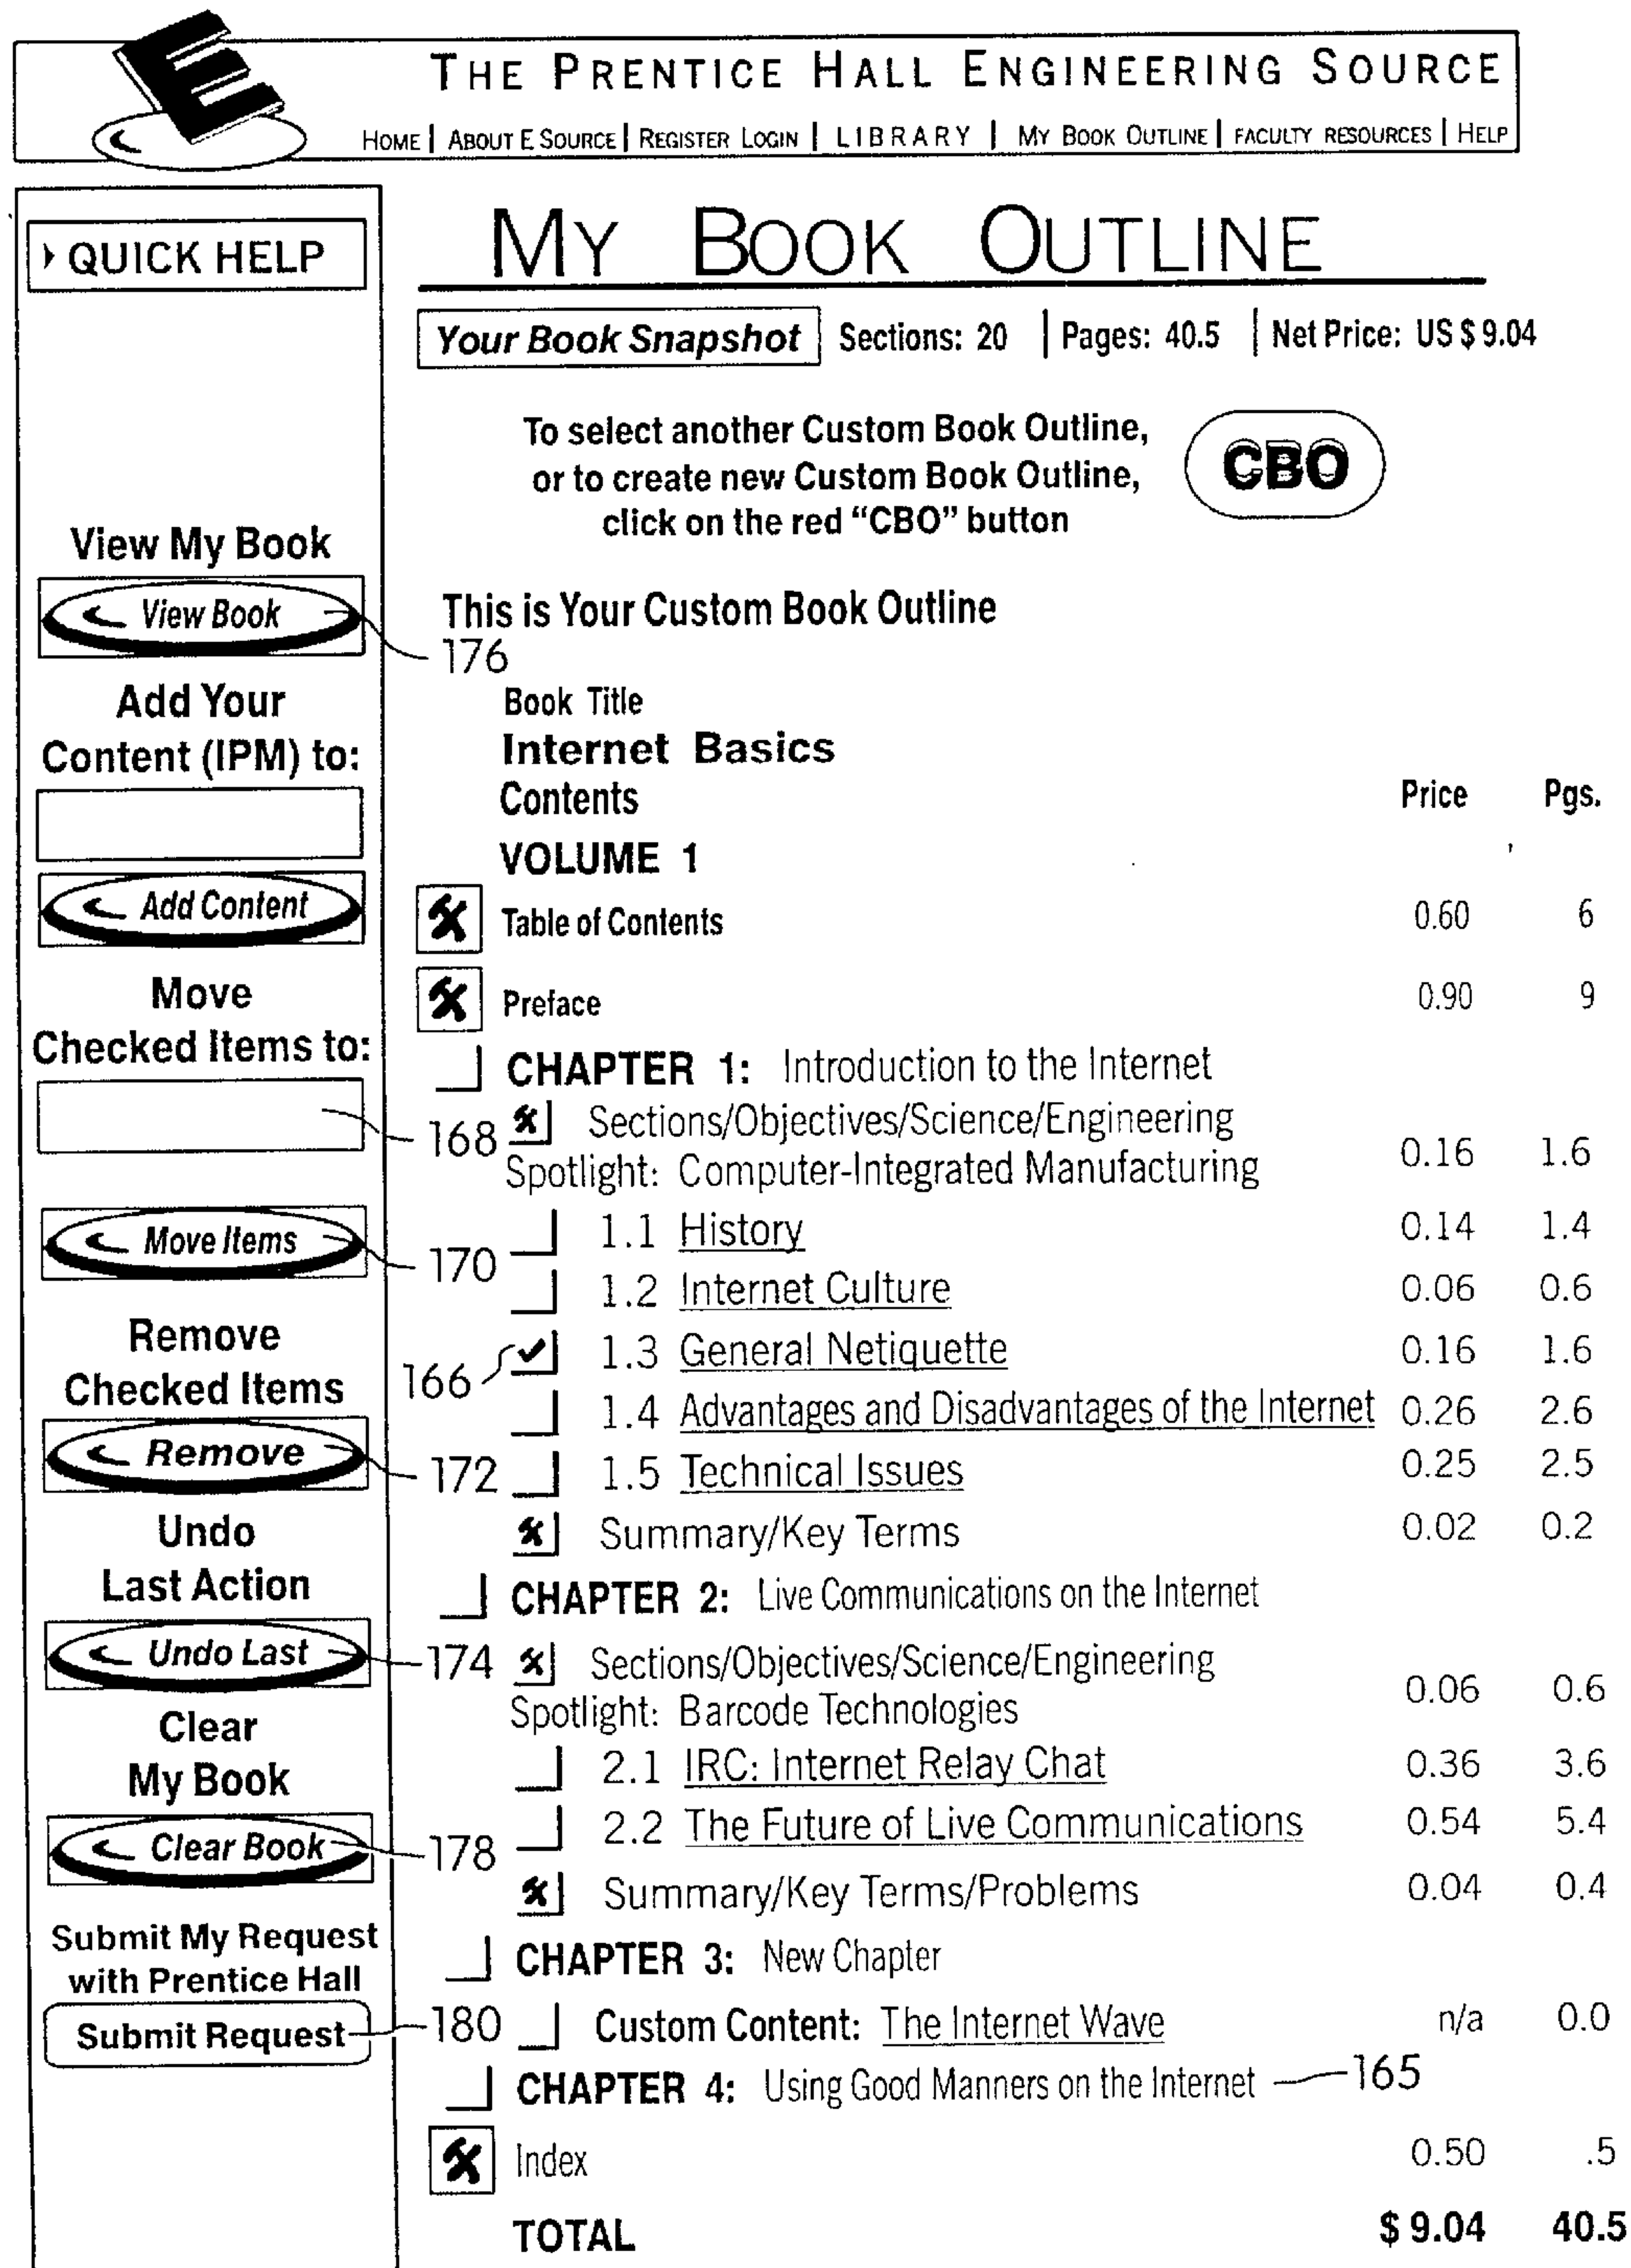 THE PRENTICE HALL ENGINEERING SOURCE
HOME | ABOUT E SOURCE | REGISTER LOGIN | LIBRARY | MY BOOK OUTLINE | FACULTY RESOURCES | HELP
QUICK HELP
View My Book
View Book
176
Add Your
Content (IPM) to:
Add Content
Move
Checked Items to:
168
Move Items
170
Remove
Checked Items
166
Remove
172
Undo
Last Action
Undo Last
174
Clear
My Book
Clear Book
178
Submit My Request
with Prentice Hall
Submit Request
180
MY BOOK OUTLINE
Your Book Snapshot | Sections: 20 | Pages: 40.5 | Net Price: US $ 9.04
To select another Custom Book Outline,
or to create new Custom Book Outline,
click on the red “CBO” button
CBO
This is Your Custom Book Outline
Book Title
Internet Basics
Contents Price Pgs.
VOLUME 1
Table of Contents 0.60 6
Preface 0.90 9
CHAPTER 1: Introduction to the Internet
Sections/Objectives/Science/Engineering
Spotlight: Computer-Integrated Manufacturing 0.16 1.6
1.1 History 0.14 1.4
1.2 Internet Culture 0.06 0.6
1.3 General Netiquette 0.16 1.6
1.4 Advantages and Disadvantages of the Internet 0.26 2.6
1.5 Technical Issues 0.25 2.5
Summary/Key Terms 0.02 0.2
CHAPTER 2: Live Communications on the Internet
Sections/Objectives/Science/Engineering
Spotlight: Barcode Technologies 0.06 0.6
2.1 IRC: Internet Relay Chat 0.36 3.6
2.2 The Future of Live Communications 0.54 5.4
Summary/Key Terms/Problems 0.04 0.4
CHAPTER 3: New Chapter
Custom Content: The Internet Wave n/a 0.0
CHAPTER 4: Using Good Manners on the Internet 165
Index 0.50 .5
TOTAL $ 9.04 40.5